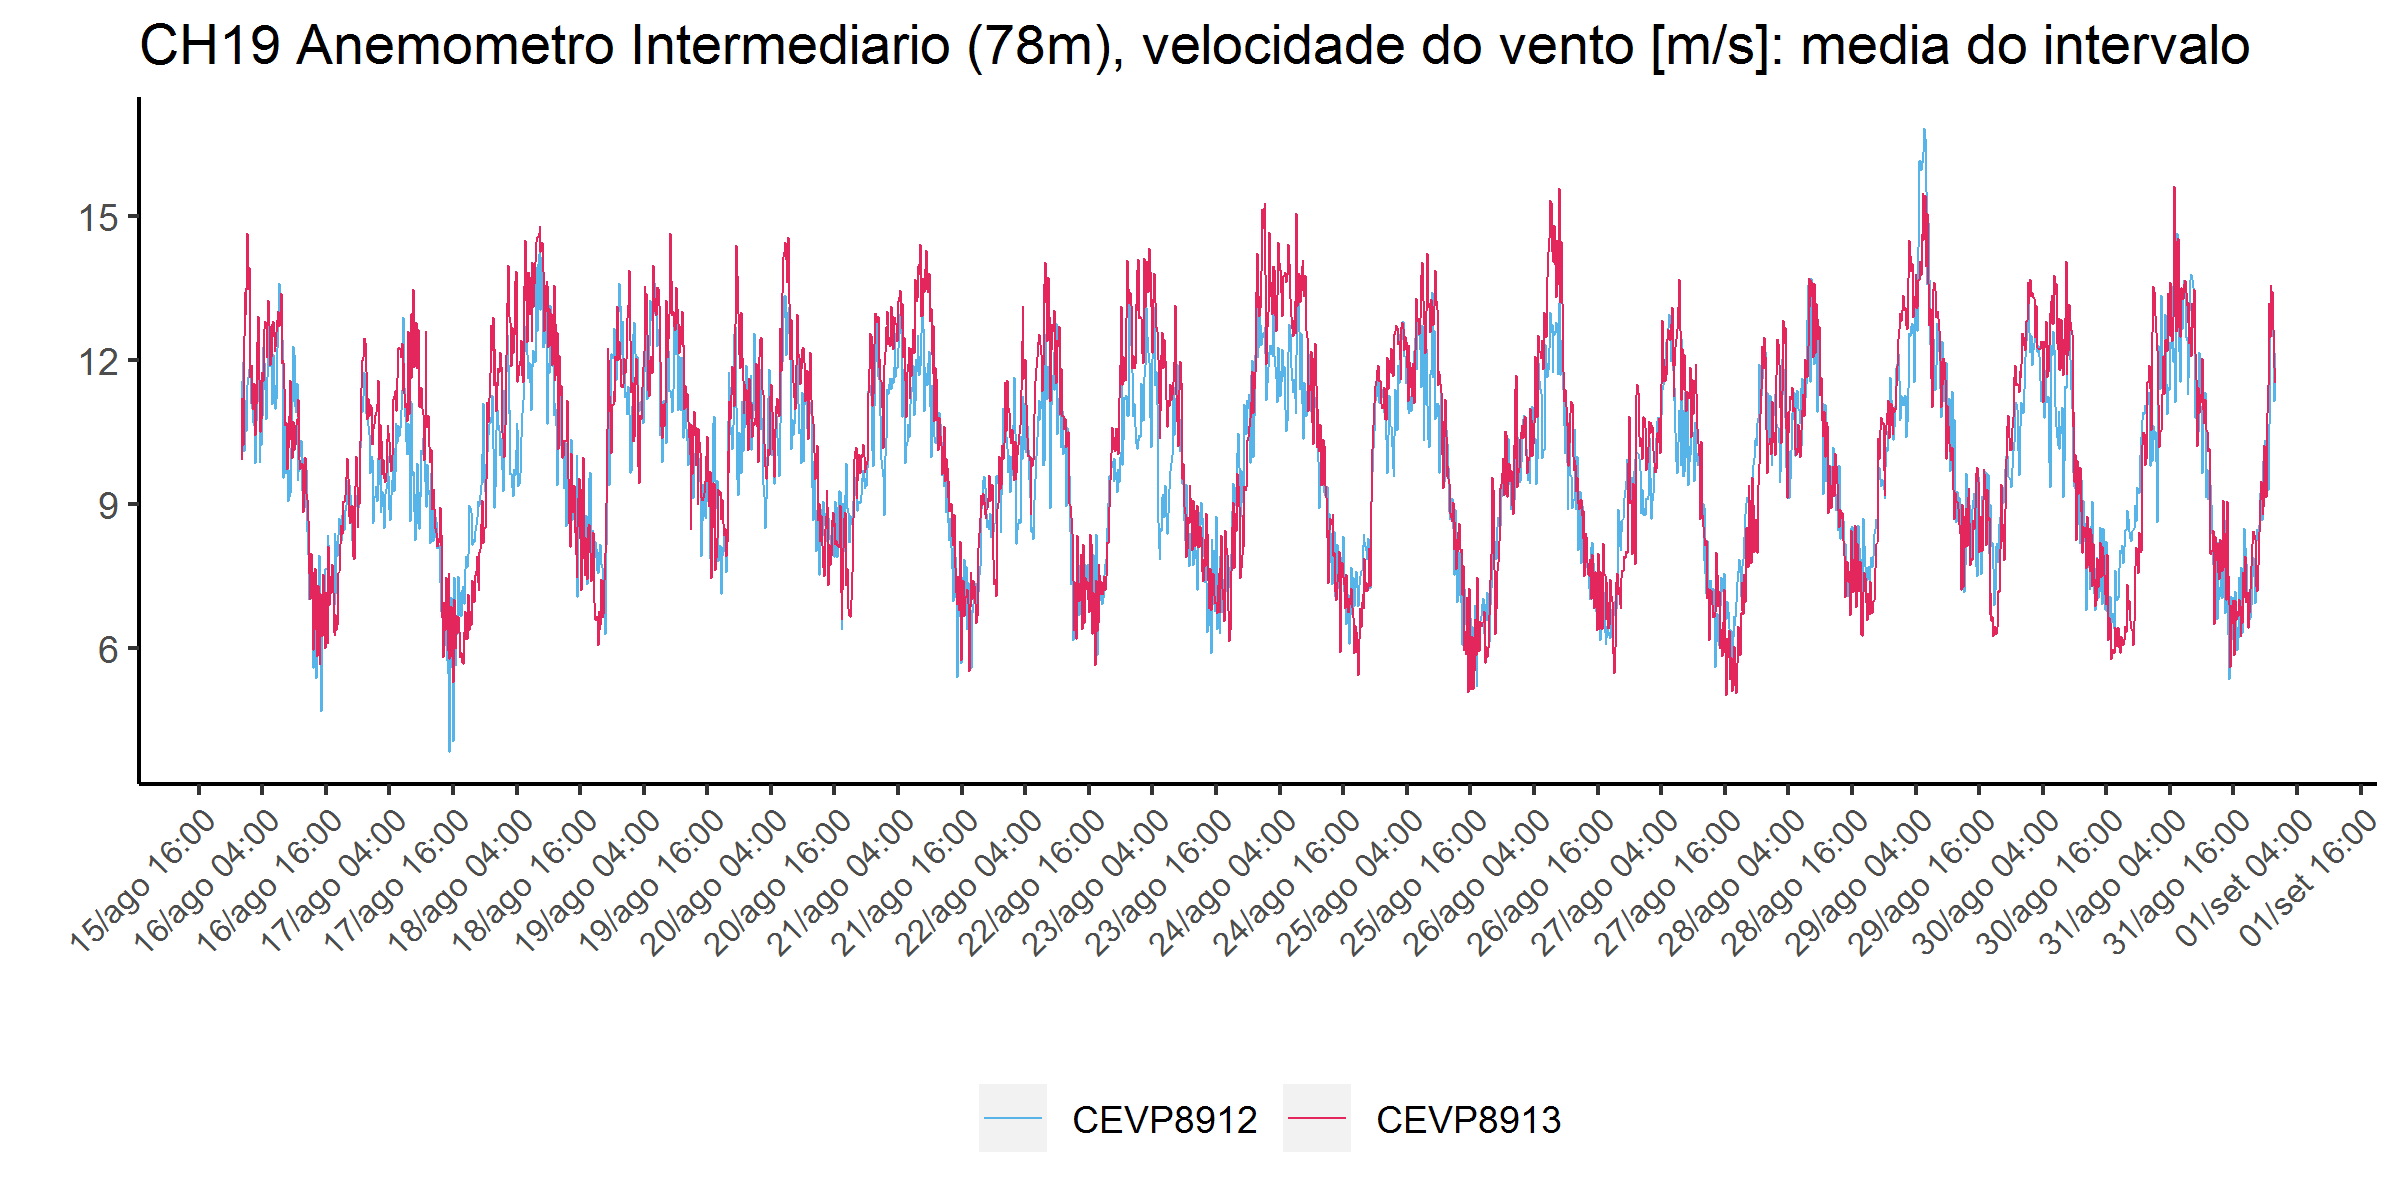 CH19 Anemometro Intermediario (78m), velocidade do vento [m/s]: media do intervalo
15
12
9
6
15/ago 16:00
16/ago 04:00
16/ago 16:00
17/ago 04:00
17/ago 16:00
18/ago 04:00
18/ago 16:00
19/ago 04:00
19/ago 16:00
20/ago 04:00
20/ago 16:00
21/ago 04:00
21/ago 16:00
22/ago 04:00
22/ago 16:00
23/ago 04:00
23/ago 16:00
24/ago 04:00
24/ago 16:00
25/ago 04:00
25/ago 16:00
26/ago 04:00
26/ago 16:00
27/ago 04:00
27/ago 16:00
28/ago 04:00
28/ago 16:00
29/ago 04:00
29/ago 16:00
30/ago 04:00
30/ago 16:00
31/ago 04:00
31/ago 16:00
01/set 04:00
01/set 16:00
CEVP8912 CEVP8913